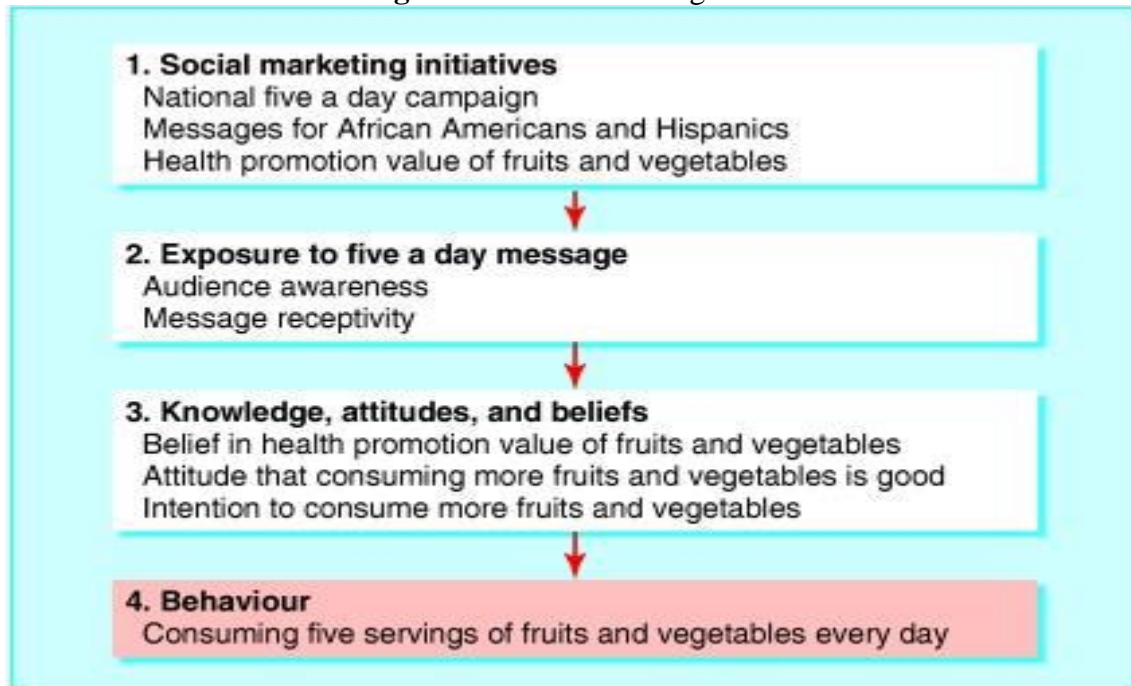 1. Social marketing initiatives
National five a day campaign
Messages for African Americans and Hispanics
Health promotion value of fruits and vegetables
2. Exposure to five a day message
Audience awareness
Message receptivity
3. Knowledge, attitudes, and beliefs
Belief in health promotion value of fruits and vegetables
Attitude that consuming more fruits and vegetables is good
Intention to consume more fruits and vegetables
4. Behaviour
Consuming five servings of fruits and vegetables every day